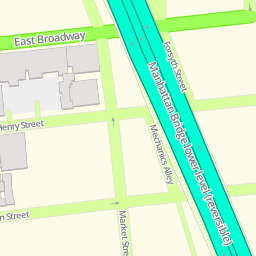 East Broadway
Forsyth Street
Manhattan Bridge lower level (reversible)
Henry Street
Mechanics Alley
Street
Market Stre